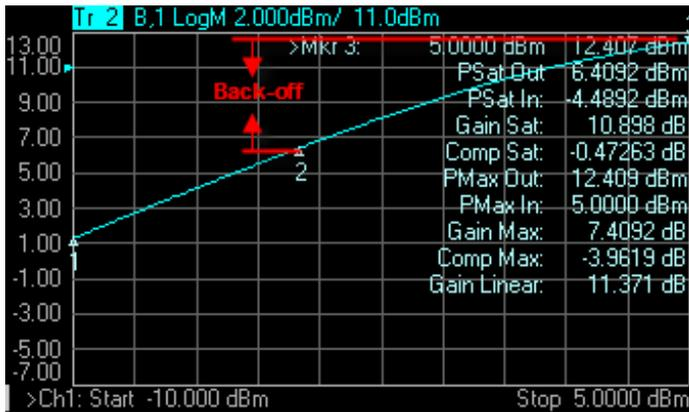 Tr 2 B,1 LogM 2.000dBm/ 11.0dBm
13.00
11.00
9.00
7.00
5.00
3.00
1.00
-1.00
-3.00
-5.00
-7.00
>Mkr 3: 5.0000 dBm 12.407 dBm
PSat Out: 6.4092 dBm
PSat In: -4.4892 dBm
Gain Sat: 10.898 dB
Comp Sat: -0.47263 dB
PMax Out: 12.409 dBm
PMax In: 5.0000 dBm
Gain Max: 7.4092 dB
Comp Max: -3.9619 dB
Gain Linear: 11.371 dB
Back-off
2
1
>Ch1: Start -10.000 dBm
Stop 5.0000 dBm